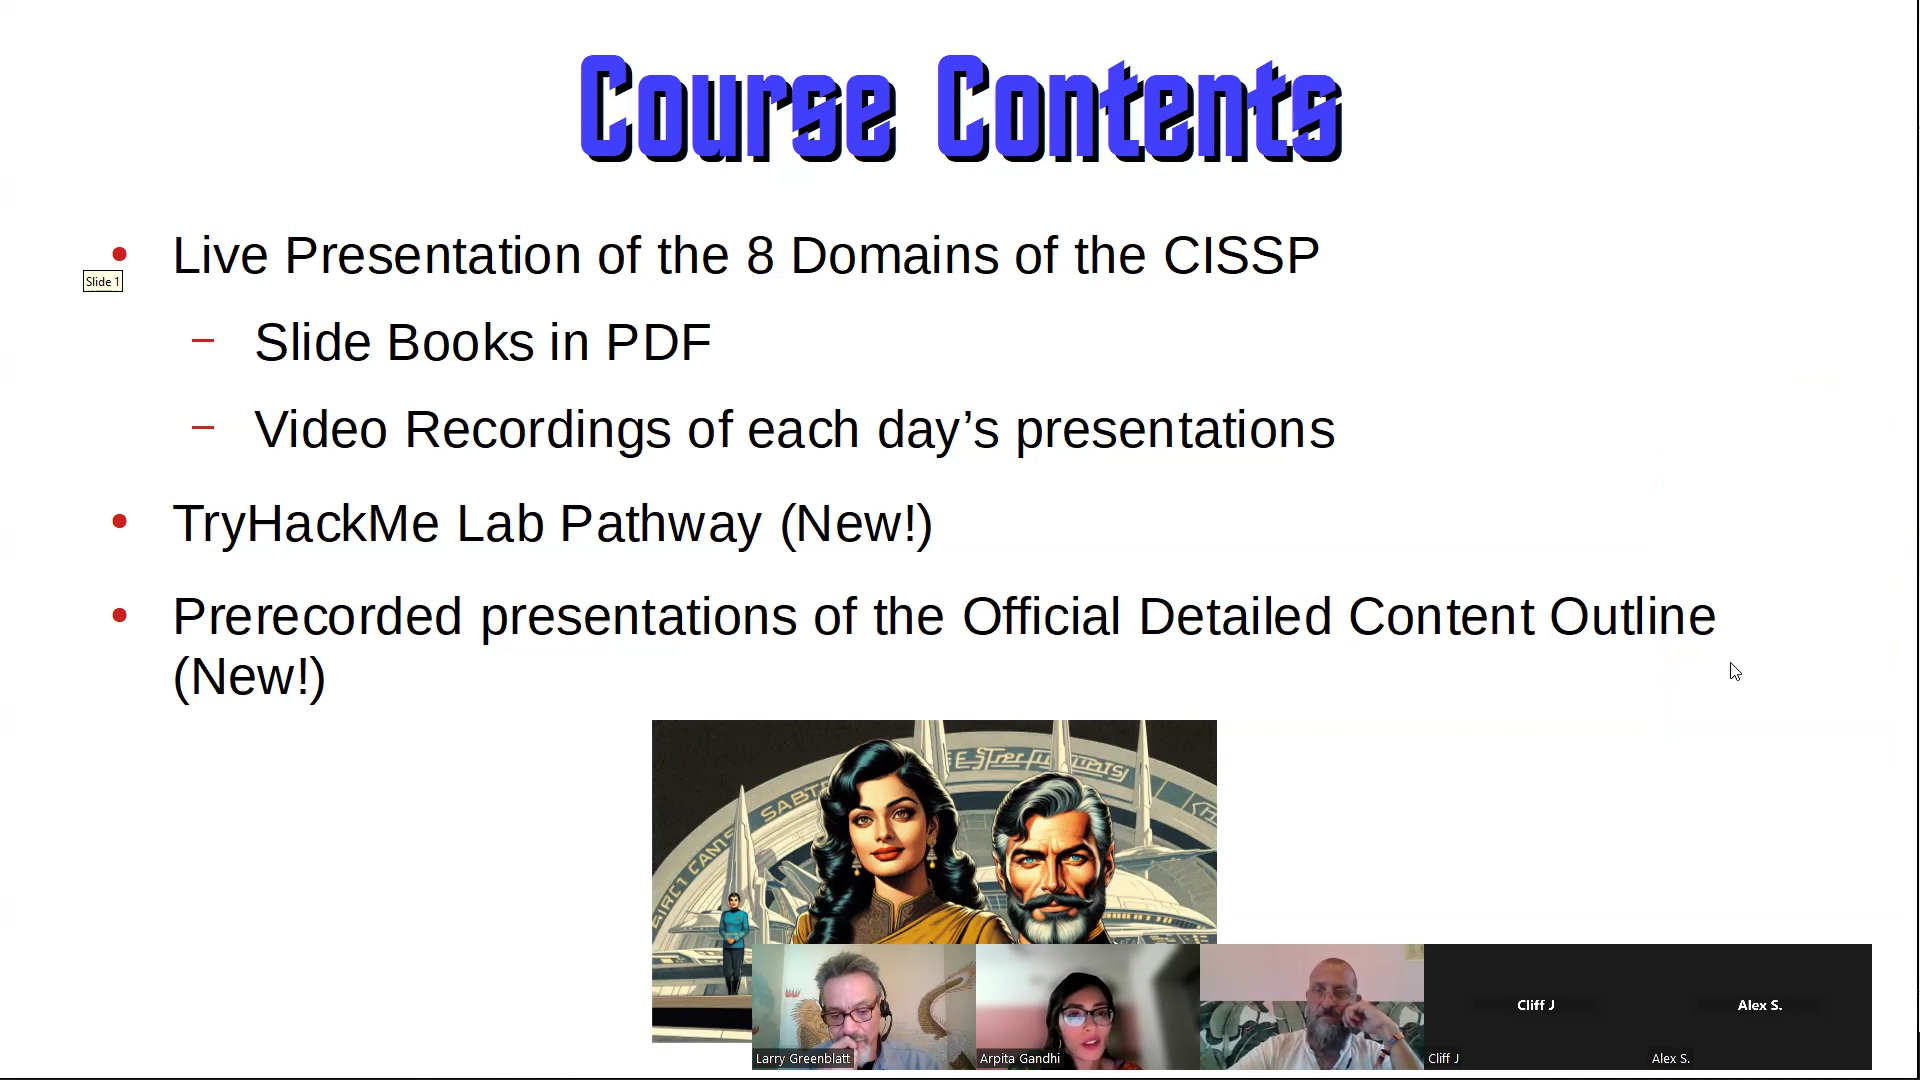 Course Contents
• Live Presentation of the 8 Domains of the CISSP
Slide 1
– Slide Books in PDF
– Video Recordings of each day’s presentations
• TryHackMe Lab Pathway (New!)
• Prerecorded presentations of the Official Detailed Content Outline
(New!)
Cliff J
Alex S.
Larry Greenblatt
Arpita Gandhi
Cliff J
Alex S.